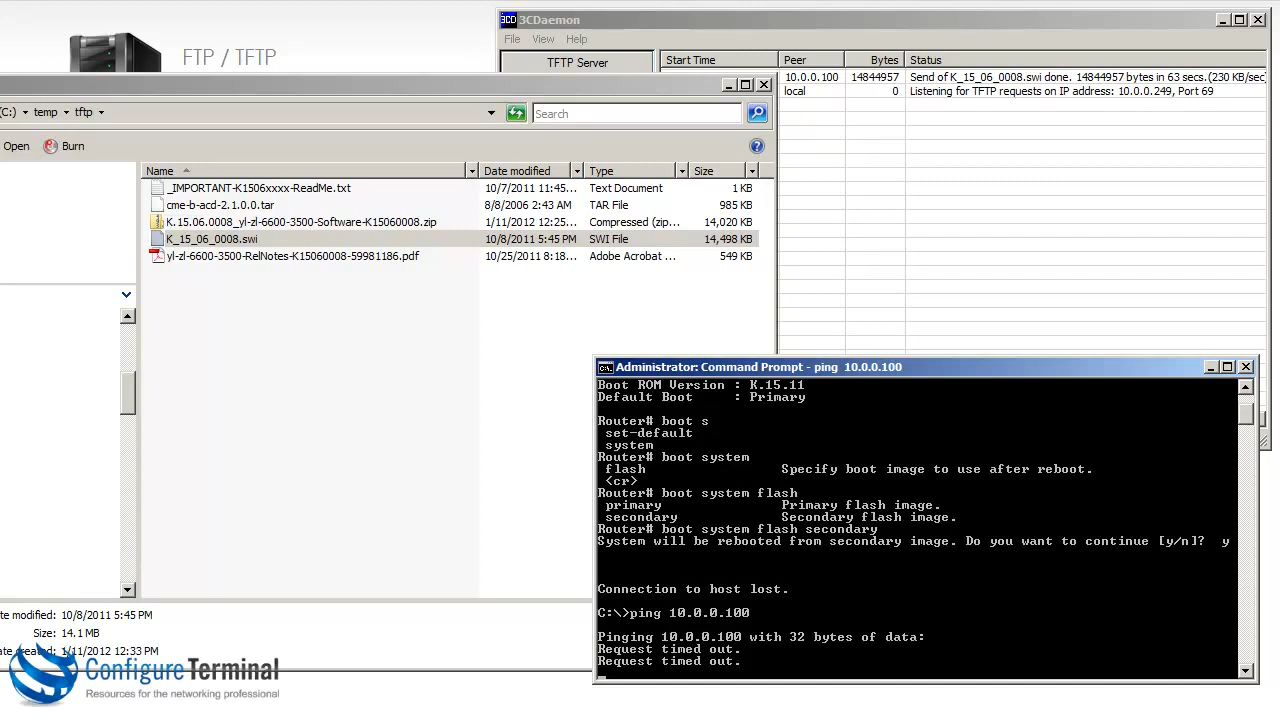 FTP / TFTP
3CD 3CDaemon
File View Help
TFTP Server
Start Time Peer Bytes Status
10.0.0.100 14844957 Send of K_15_06_0008.swi done. 14844957 bytes in 63 secs.(230 KB/sec
local 0 Listening for TFTP requests on IP address: 10.0.0.249, Port 69
(C:) temp tftp
Search
Open Burn
Name Date modified Type Size
_IMPORTANT-K1506xxxx-ReadMe.txt 10/7/2011 11:45... Text Document 1 KB
cme-b-acd-2.1.0.0.tar 8/8/2006 2:43 AM TAR File 985 KB
K.15.06.0008_yl-zl-6600-3500-Software-K15060008.zip 1/11/2012 12:25... Compressed (zip... 14,020 KB
K_15_06_0008.swi 10/8/2011 5:45 PM SWI File 14,498 KB
yl-zl-6600-3500-RelNotes-K15060008-59981186.pdf 10/25/2011 8:18... Adobe Acrobat ... 549 KB
ate modified: 10/8/2011 5:45 PM
Size: 14.1 MB
ate created: 1/11/2012 12:33 PM
Configure Terminal
Resources for the networking professional
Administrator: Command Prompt - ping 10.0.0.100
Boot ROM Version : K.15.11
Default Boot : Primary
Router# boot s
set-default
system
Router# boot system
flash Specify boot image to use after reboot.
<cr>
Router# boot system flash
primary Primary flash image.
secondary Secondary flash image.
Router# boot system flash secondary
System will be rebooted from secondary image. Do you want to continue [y/n]? y
Connection to host lost.
C:\>ping 10.0.0.100
Pinging 10.0.0.100 with 32 bytes of data:
Request timed out.
Request timed out.